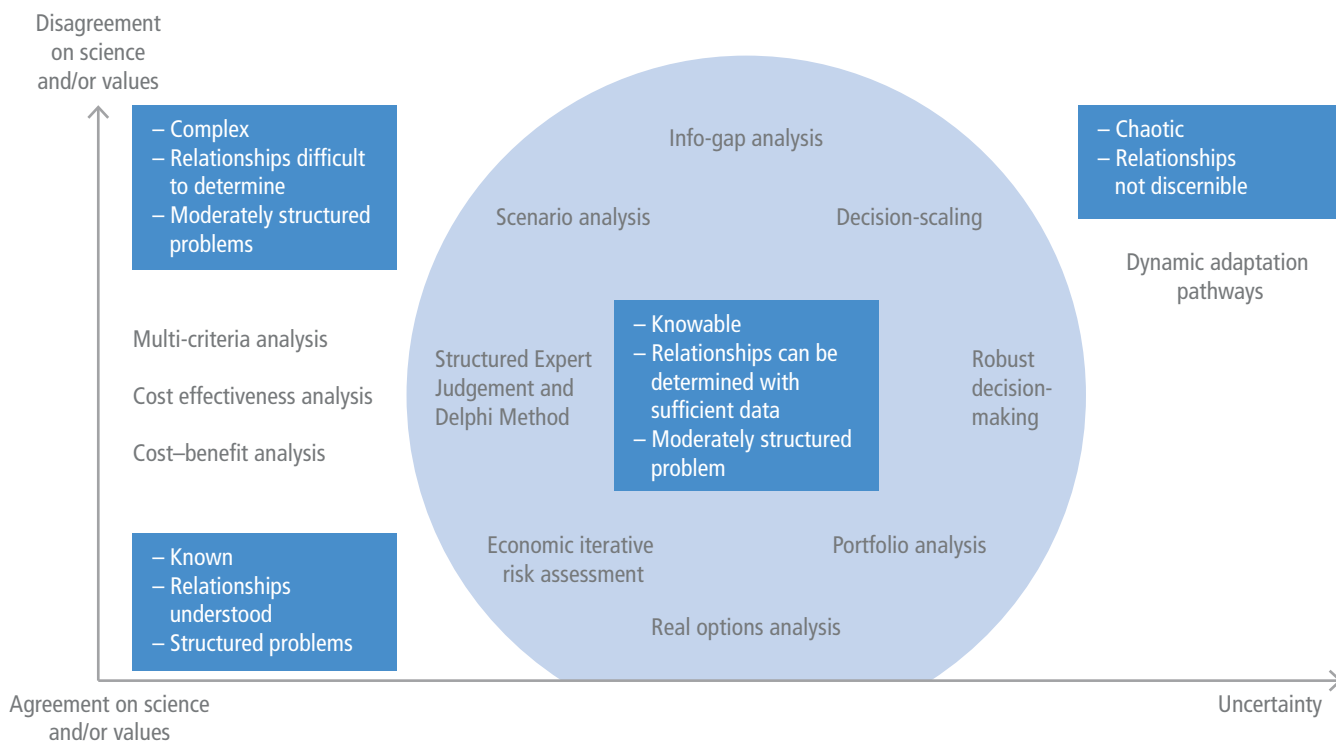 Disagreement
on science
and/or values
– Complex
– Relationships difficult
to determine
– Moderately structured
problems
Info-gap analysis
– Chaotic
– Relationships
not discernible
Scenario analysis
Decision-scaling
Dynamic adaptation
pathways
Multi-criteria analysis
Cost effectiveness analysis
Cost–benefit analysis
Structured Expert
Judgement and
Delphi Method
– Knowable
– Relationships can be
determined with
sufficient data
– Moderately structured
problem
Robust
decision-
making
– Known
– Relationships
understood
– Structured problems
Economic iterative
risk assessment
Portfolio analysis
Real options analysis
Agreement on science
and/or values
Uncertainty